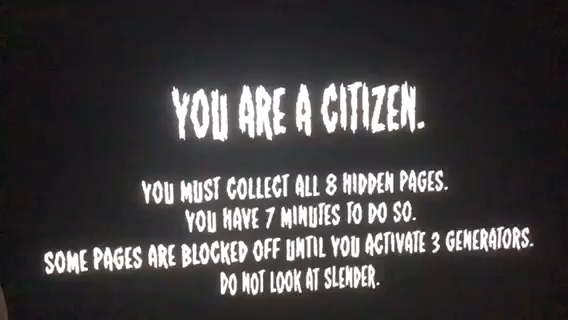 YOU ARE A CITIZEN.
YOU MUST COLLECT ALL 8 HIDDEN PAGES.
YOU HAVE 7 MINUTES TO DO SO.
SOME PAGES ARE BLOCKED OFF UNTIL YOU ACTIVATE 3 GENERATORS.
DO NOT LOOK AT SLENDER.